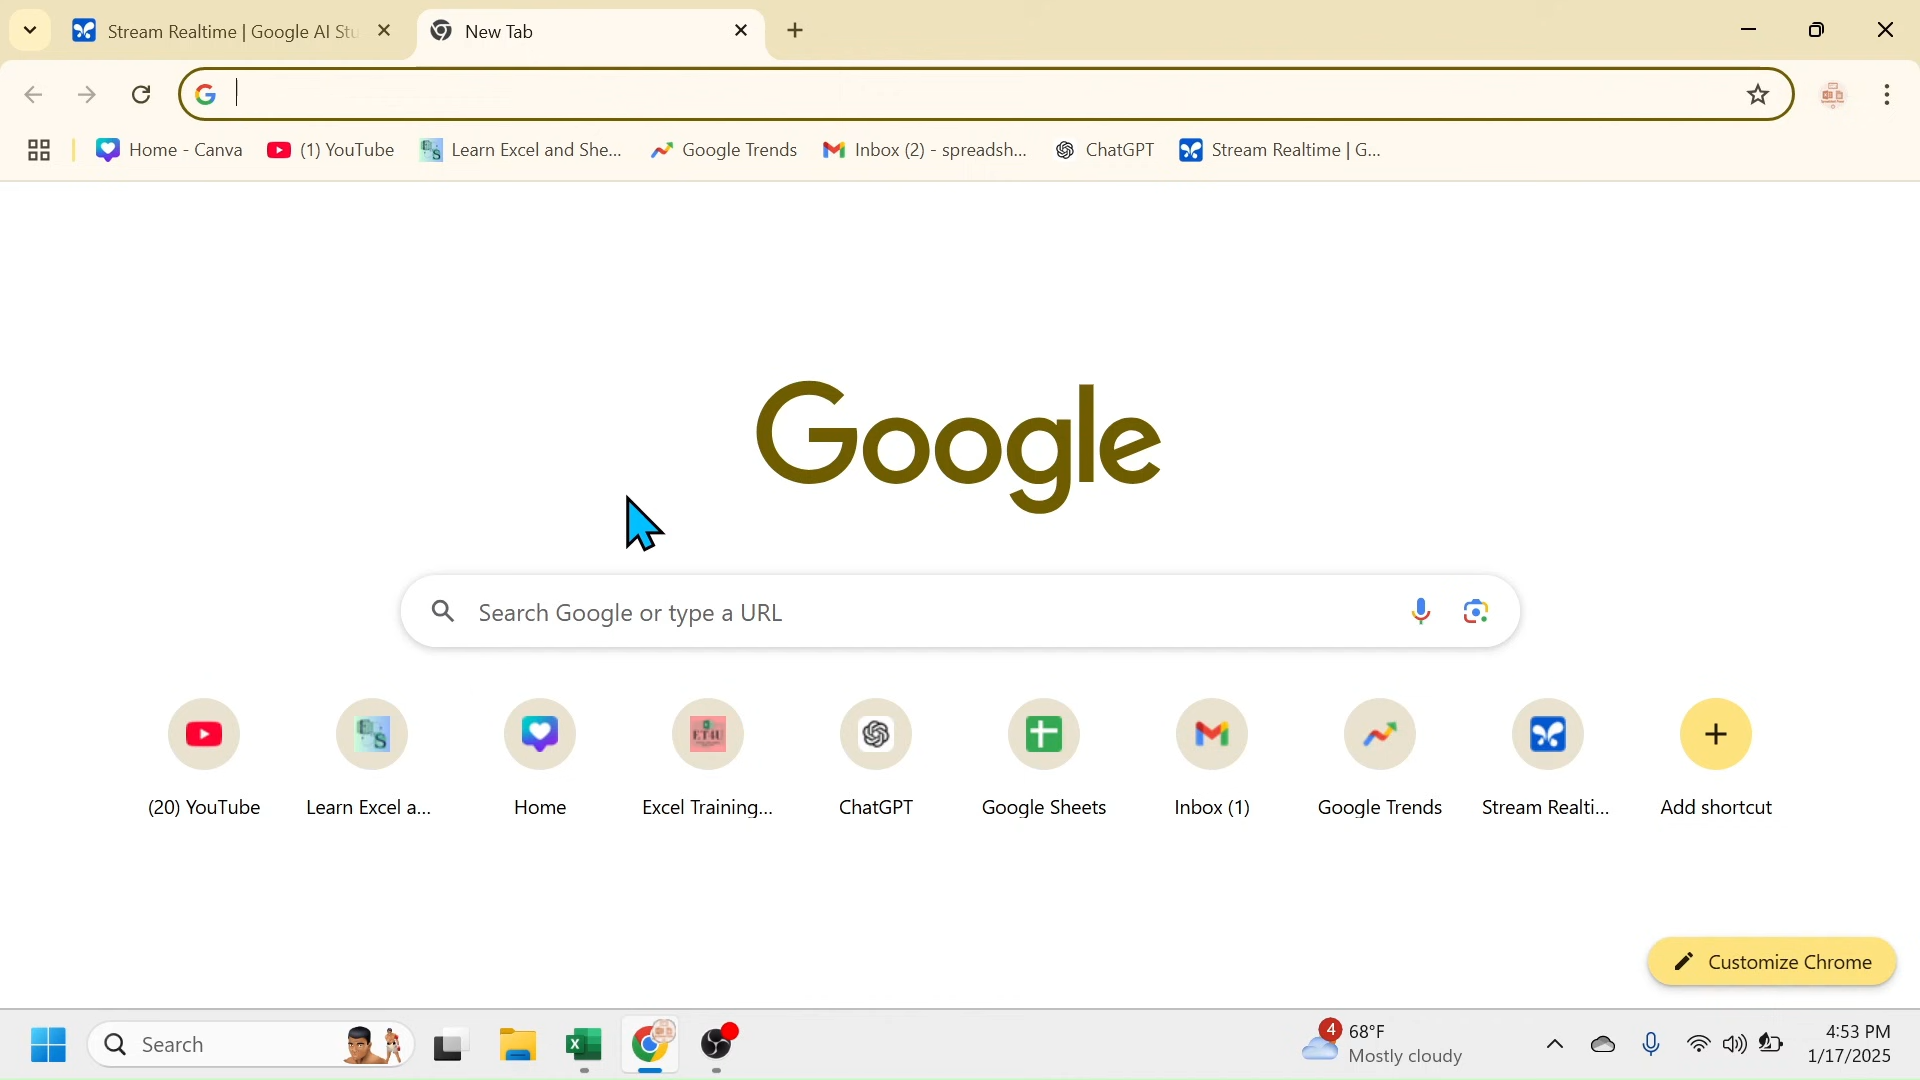 Stream Realtime | Google AI Stu
New Tab
Home - Canva
(1) YouTube
Learn Excel and She...
Google Trends
Inbox (2) - spreadsh...
ChatGPT
Stream Realtime | G...
Google
Search Google or type a URL
(20) YouTube
Learn Excel a...
Home
Excel Training...
ChatGPT
Google Sheets
Inbox (1)
Google Trends
Stream Realti...
Add shortcut
ET4U
Customize Chrome
Search
4
68°F
Mostly cloudy
4:53 PM
1/17/2025